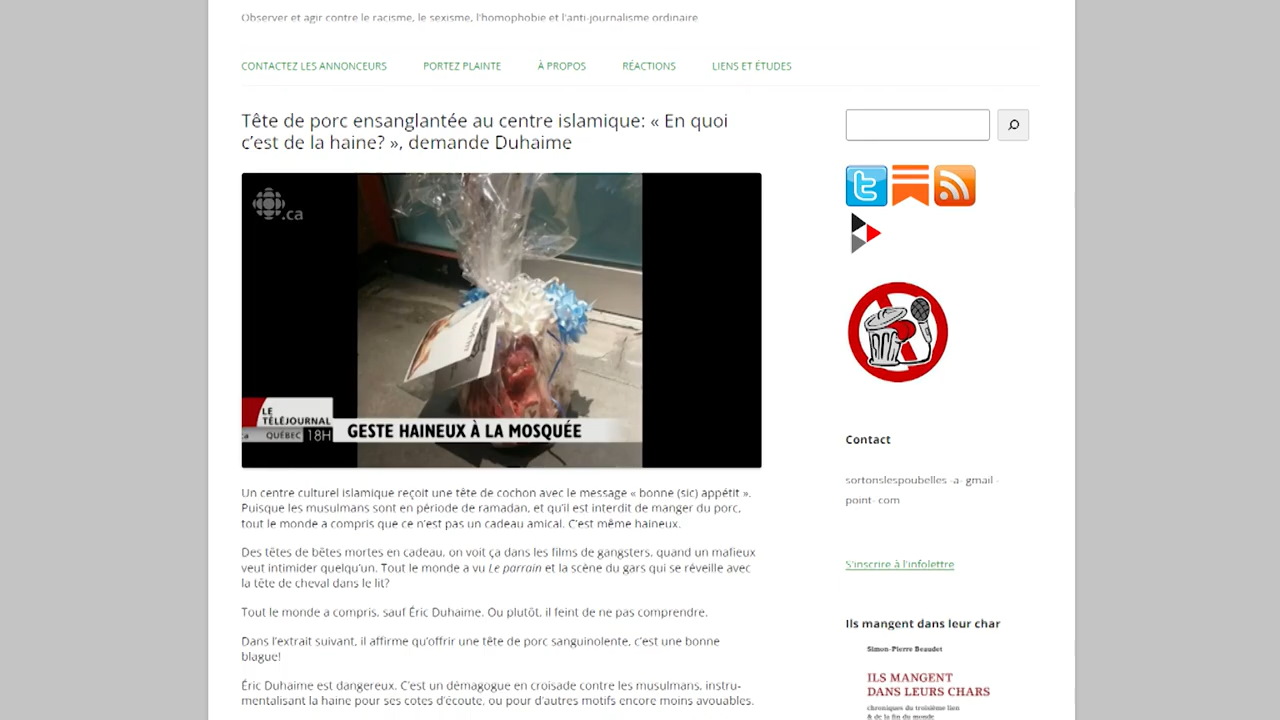 Observer et agir contre le racisme, le sexisme, l'homophobie et l'anti-journalisme ordinaire
CONTACTEZ LES ANNONCEURS PORTEZ PLAINTE À PROPOS RÉACTIONS LIENS ET ÉTUDES
Tête de porc ensanglantée au centre islamique: « En quoi
c'est de la haine? », demande Duhaime
.ca
LE
TÉLÉJOURNAL
QUÉBEC 18H
GESTE HAINEUX À LA MOSQUÉE
Un centre culturel islamique reçoit une tête de cochon avec le message « bonne (sic) appétit ».
Puisque les musulmans sont en période de ramadan, et qu'il est interdit de manger du porc,
tout le monde a compris que ce n'est pas un cadeau amical. C'est même haineux.
Des têtes de bêtes mortes en cadeau, on voit ça dans les films de gangsters, quand un mafieux
veut intimider quelqu'un. Tout le monde a vu Le parrain et la scène du gars qui se réveille avec
la tête de cheval dans le lit?
Tout le monde a compris, sauf Éric Duhaime. Ou plutôt, il feint de ne pas comprendre.
Dans l'extrait suivant, il affirme qu'offrir une tête de porc sanguinolente, c'est une bonne
blague!
Éric Duhaime est dangereux. C'est un démagogue en croisade contre les musulmans, instru-
mentalisant la haine pour ses cotes d'écoute, ou pour d'autres motifs encore moins avouables.
Contact
sortonslespoubelles -a- gmail -
point- com
S'inscrire à l'infolettre
Ils mangent dans leur char
Simon-Pierre Beaudet
ILS MANGENT
DANS LEURS CHARS
chroniques du troisième lien
& de la fin du monde